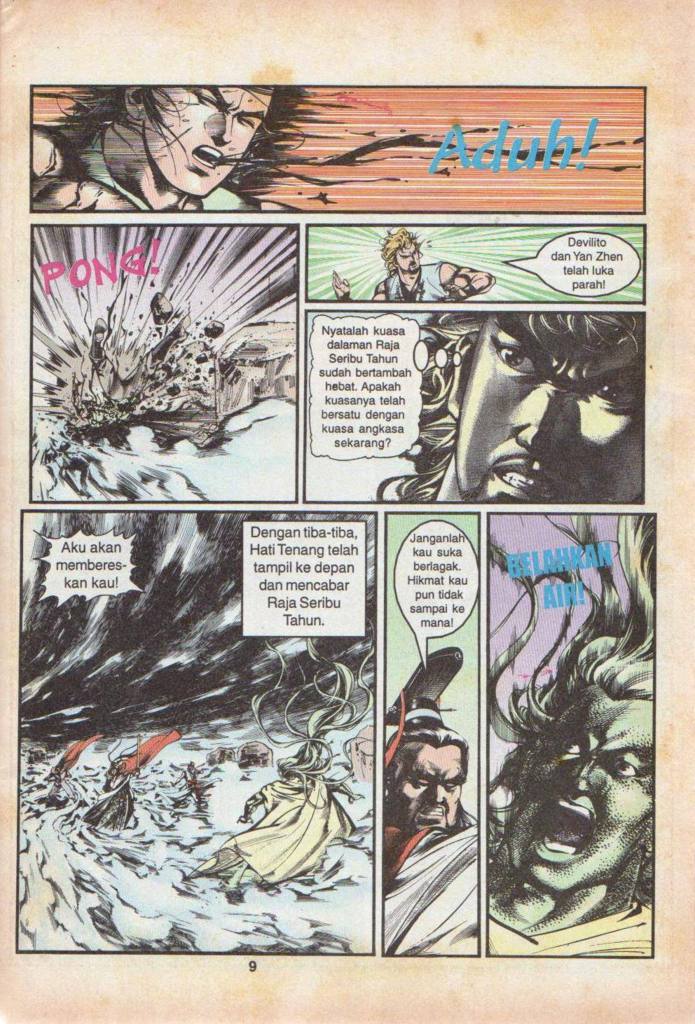 Aduh!
PONG!
Devilito
dan Yan Zhen
telah luka
parah!
Nyatalah kuasa
dalaman Raja
Seribu Tahun
sudah bertambah
hebat. Apakah
kuasanya telah
bersatu dengan
kuasa angkasa
sekarang?
Aku akan
memberes-
kan kau!
Dengan tiba-tiba,
Hati Tenang telah
tampil ke depan
dan mencabar
Raja Seribu
Tahun.
Janganlah
kau suka
berlagak.
Hikmat kau
pun tidak
sampai ke
mana!
BELAHKAN
AIR!
9